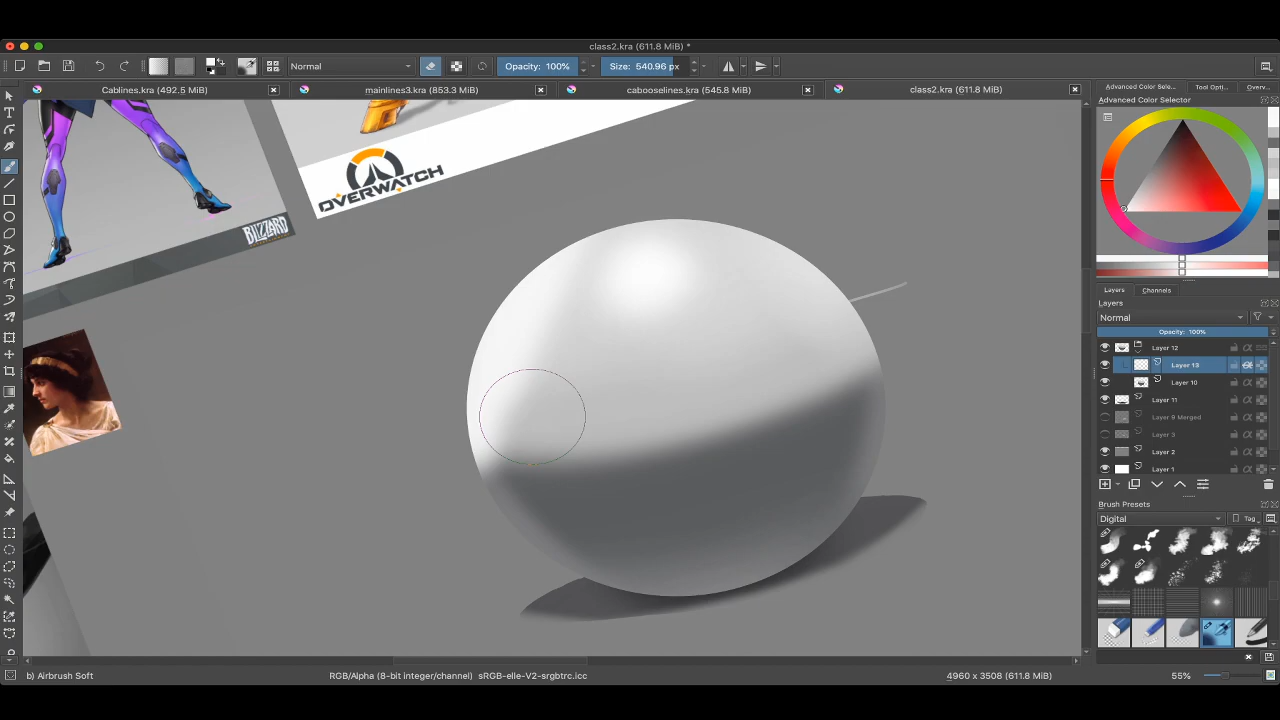 class2.kra (611.8 MiB) *
Normal
Opacity: 100%
Size: 540.96 px
Cablines.kra (492.5 MiB)
mainlines3.kra (853.3 MiB)
cabooselines.kra (545.8 MiB)
class2.kra (611.8 MiB)
Advanced Color Sele...
Tool Opti...
Overv...
Advanced Color Selector
OVERWATCH
BLIZZARD
Layers
Channels
Layers
Normal
Opacity: 100%
Layer 12
Layer 13
Layer 10
Layer 11
Layer 9 Merged
Layer 3
Layer 2
Layer 1
Brush Presets
Digital
Tag
b) Airbrush Soft
RGB/Alpha (8-bit integer/channel) sRGB-elle-V2-srgbtrc.icc
4960 x 3508 (611.8 MiB)
55%